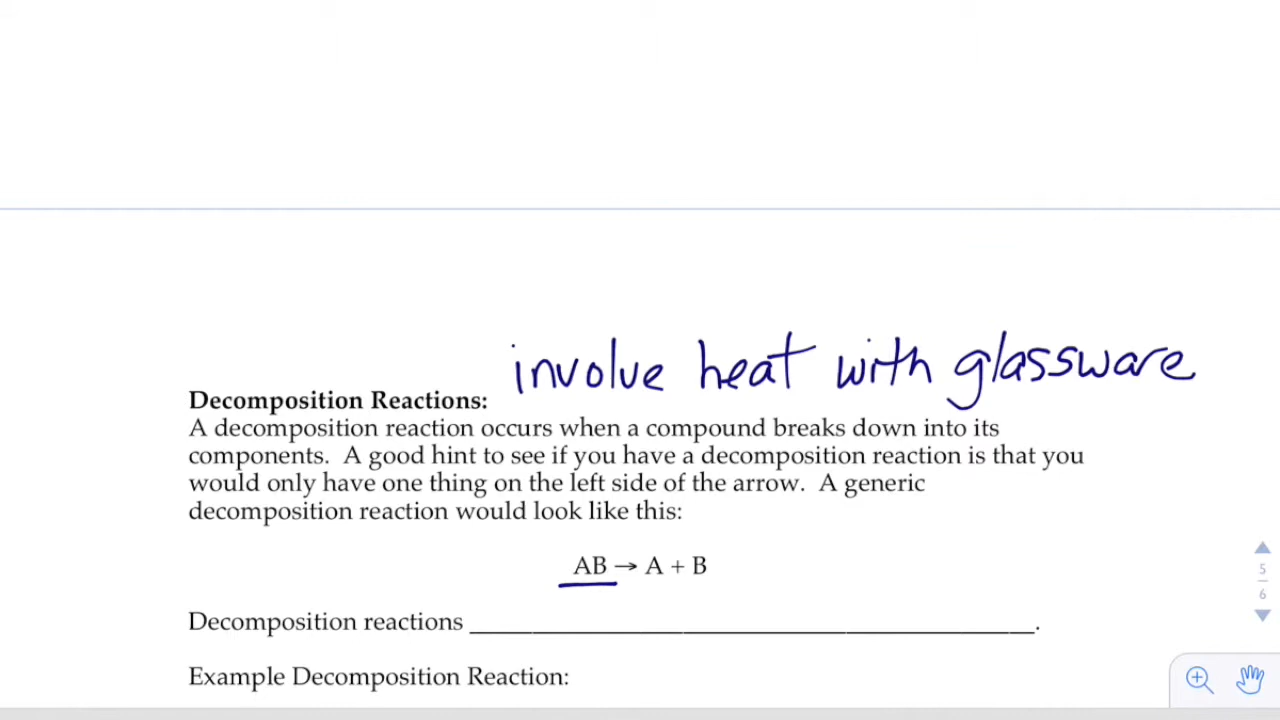 involve heat with glassware
Decomposition Reactions:
A decomposition reaction occurs when a compound breaks down into its
components. A good hint to see if you have a decomposition reaction is that you
would only have one thing on the left side of the arrow. A generic
decomposition reaction would look like this:
AB → A + B
Decomposition reactions ________________________________________.
Example Decomposition Reaction:
5
6